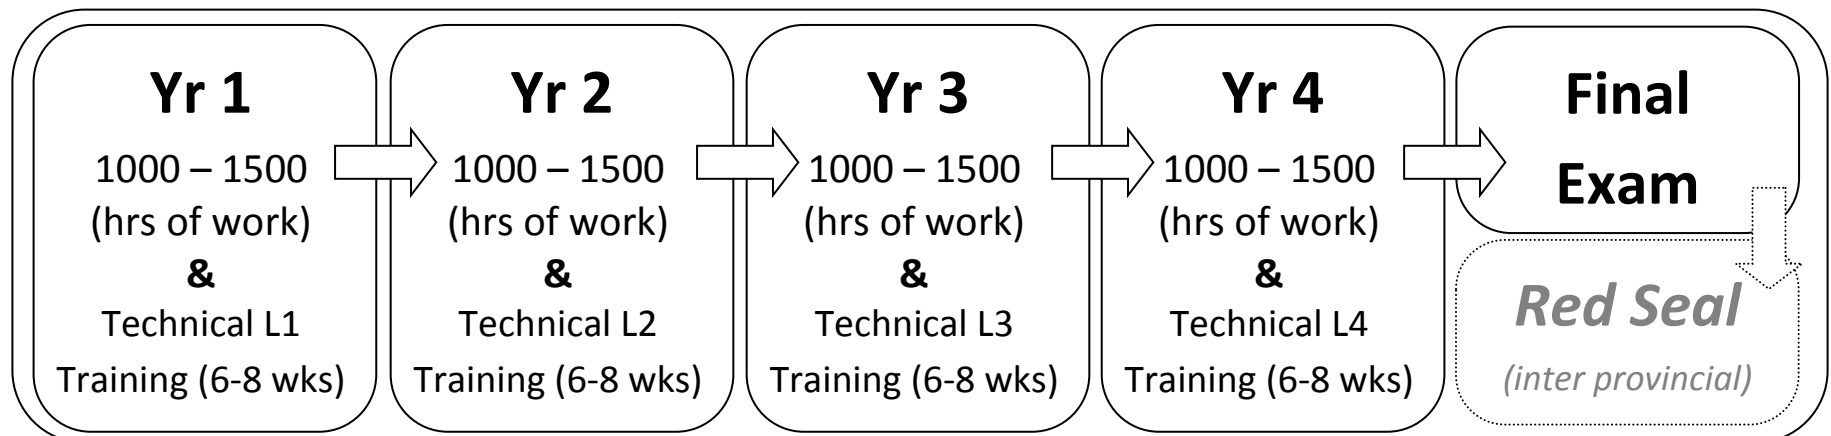 Yr 1
1000 – 1500
(hrs of work)
&
Technical L1
Training (6-8 wks)
Yr 2
1000 – 1500
(hrs of work)
&
Technical L2
Training (6-8 wks)
Yr 3
1000 – 1500
(hrs of work)
&
Technical L3
Training (6-8 wks)
Yr 4
1000 – 1500
(hrs of work)
&
Technical L4
Training (6-8 wks)
Final
Exam
Red Seal
(inter provincial)